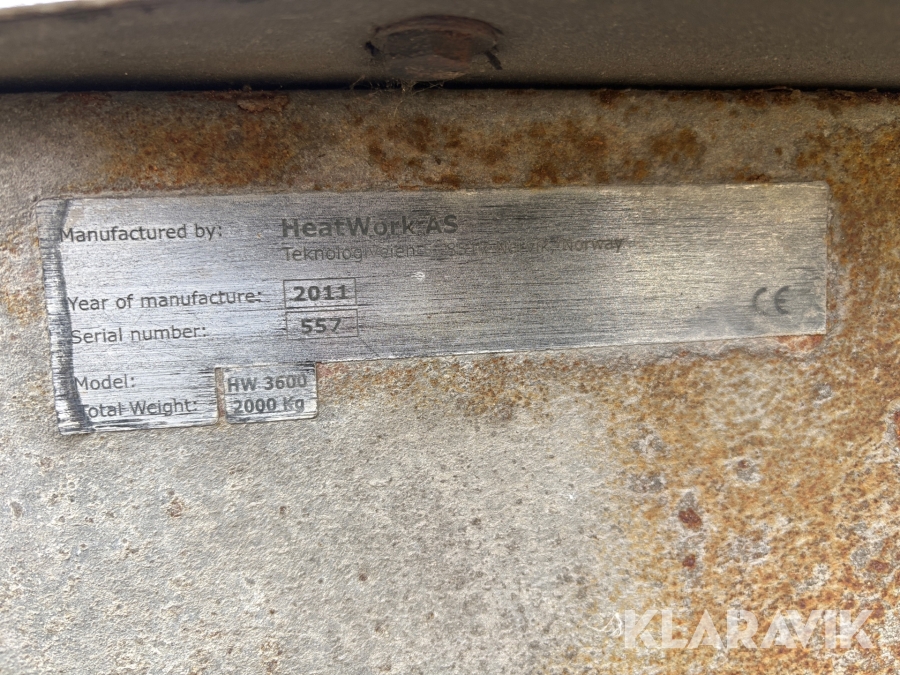 Manufactured by: HeatWork AS
Norway
Year of manufacture: 2011
Serial number: 557
Model: HW 3600
Total Weight: 2000 Kg
CE
KLARAVIK